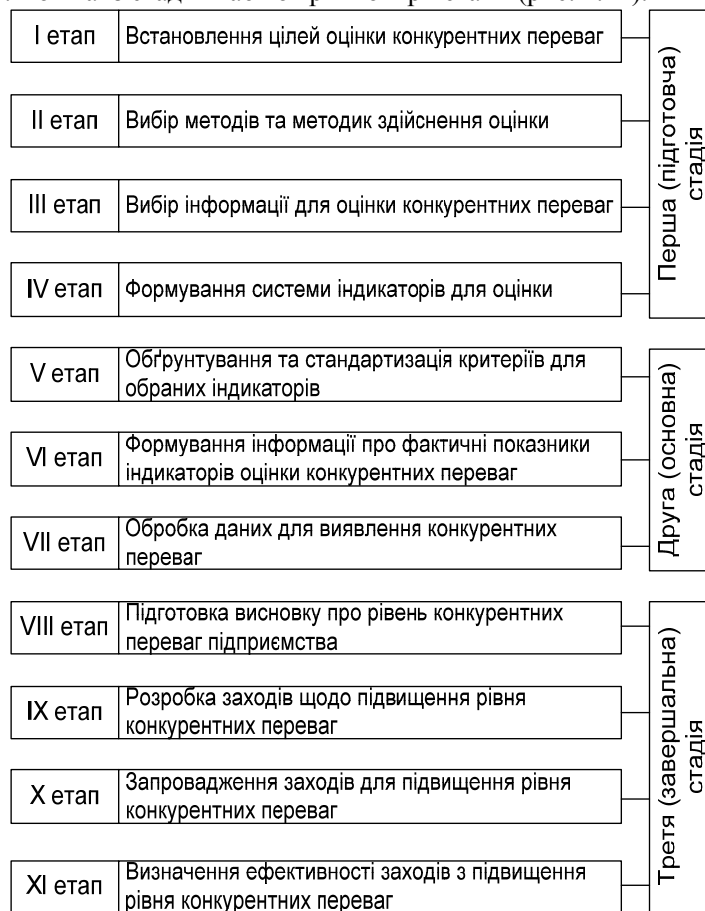 I етап Встановлення цілей оцінки конкурентних переваг
II етап Вибір методів та методик здійснення оцінки
III етап Вибір інформації для оцінки конкурентних переваг
IV етап Формування системи індикаторів для оцінки
Перша (підготовча)
стадія
V етап Обґрунтування та стандартизація критеріїв для
обраних індикаторів
VI етап Формування інформації про фактичні показники
індикаторів оцінки конкурентних переваг
VII етап Обробка даних для виявлення конкурентних
переваг
Друга (основна)
стадія
VIII етап Підготовка висновку про рівень конкурентних
переваг підприємства
IX етап Розробка заходів щодо підвищення рівня
конкурентних переваг
X етап Запровадження заходів для підвищення рівня
конкурентних переваг
XI етап Визначення ефективності заходів з підвищення
рівня конкурентних переваг
Третя (завершальна)
стадія